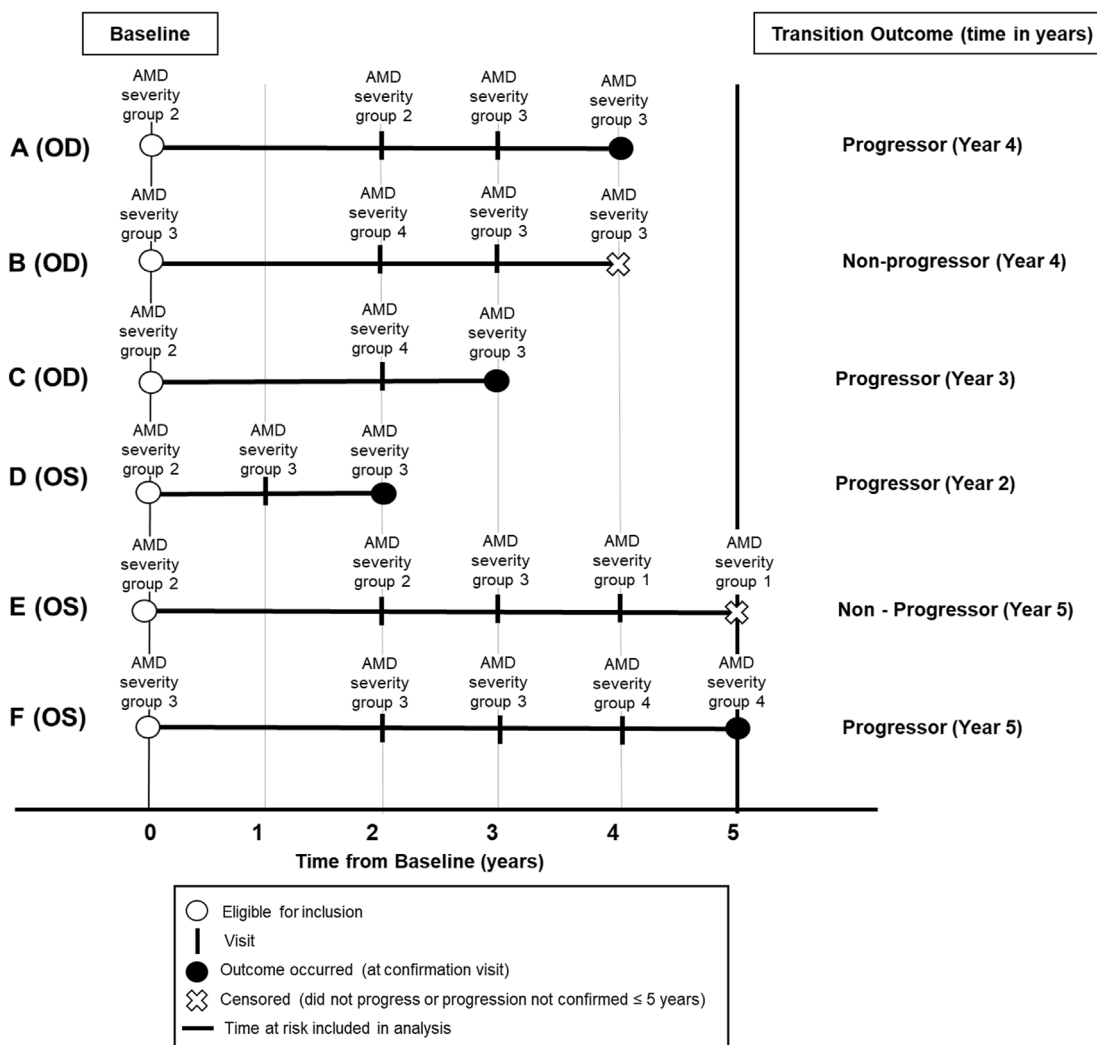 Baseline
Transition Outcome (time in years)
AMD severity group 2
AMD severity group 2
AMD severity group 3
AMD severity group 3
A (OD)
Progressor (Year 4)
AMD severity group 3
AMD severity group 4
AMD severity group 3
AMD severity group 3
B (OD)
Non-progressor (Year 4)
AMD severity group 2
AMD severity group 4
AMD severity group 3
C (OD)
Progressor (Year 3)
AMD severity group 2
AMD severity group 3
AMD severity group 3
D (OS)
Progressor (Year 2)
AMD severity group 2
AMD severity group 2
AMD severity group 3
AMD severity group 1
AMD severity group 1
E (OS)
Non - Progressor (Year 5)
AMD severity group 3
AMD severity group 3
AMD severity group 3
AMD severity group 4
AMD severity group 4
F (OS)
Progressor (Year 5)
0 1 2 3 4 5
Time from Baseline (years)
Eligible for inclusion
Visit
Outcome occurred (at confirmation visit)
Censored (did not progress or progression not confirmed ≤ 5 years)
Time at risk included in analysis